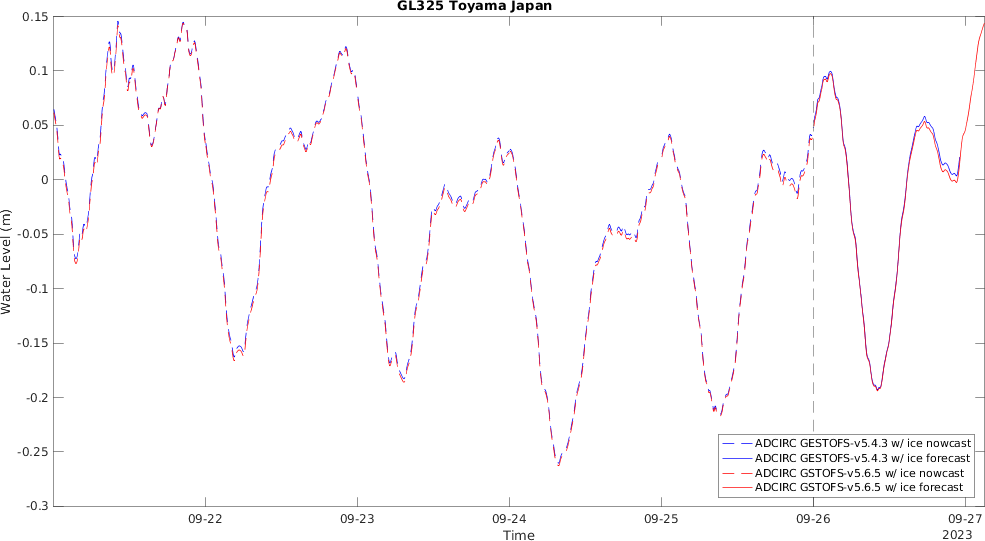 GL325 Toyama Japan
0.15
0.1
0.05
0
-0.05
-0.1
-0.15
-0.2
-0.25
-0.3
Water Level (m)
09-22
09-23
09-24
09-25
09-26
09-27
2023
Time
ADCIRC GESTOFS-v5.4.3 w/ ice nowcast
ADCIRC GESTOFS-v5.4.3 w/ ice forecast
ADCIRC GSTOFS-v5.6.5 w/ ice nowcast
ADCIRC GSTOFS-v5.6.5 w/ ice forecast